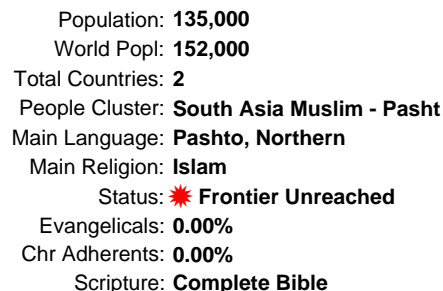 Population: 135,000
World Popl: 152,000
Total Countries: 2
People Cluster: South Asia Muslim - Pasht
Main Language: Pashto, Northern
Main Religion: Islam
Status: Frontier Unreached
Evangelicals: 0.00%
Chr Adherents: 0.00%
Scripture: Complete Bible